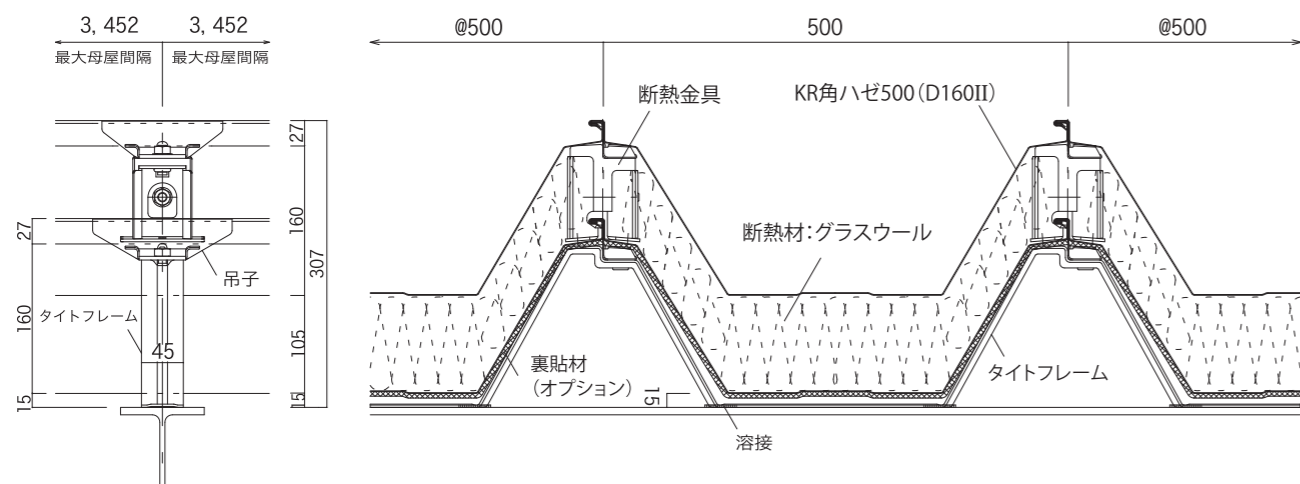 3,452 3,452
最大母屋間隔 最大母屋間隔
27
160
15
27
160
105
15
307
吊子
タイトフレーム
45
@500 500 @500
断熱金具
KR角ハゼ500(D160II)
断熱材:グラスウール
裏貼材
(オプション)
15
タイトフレーム
溶接